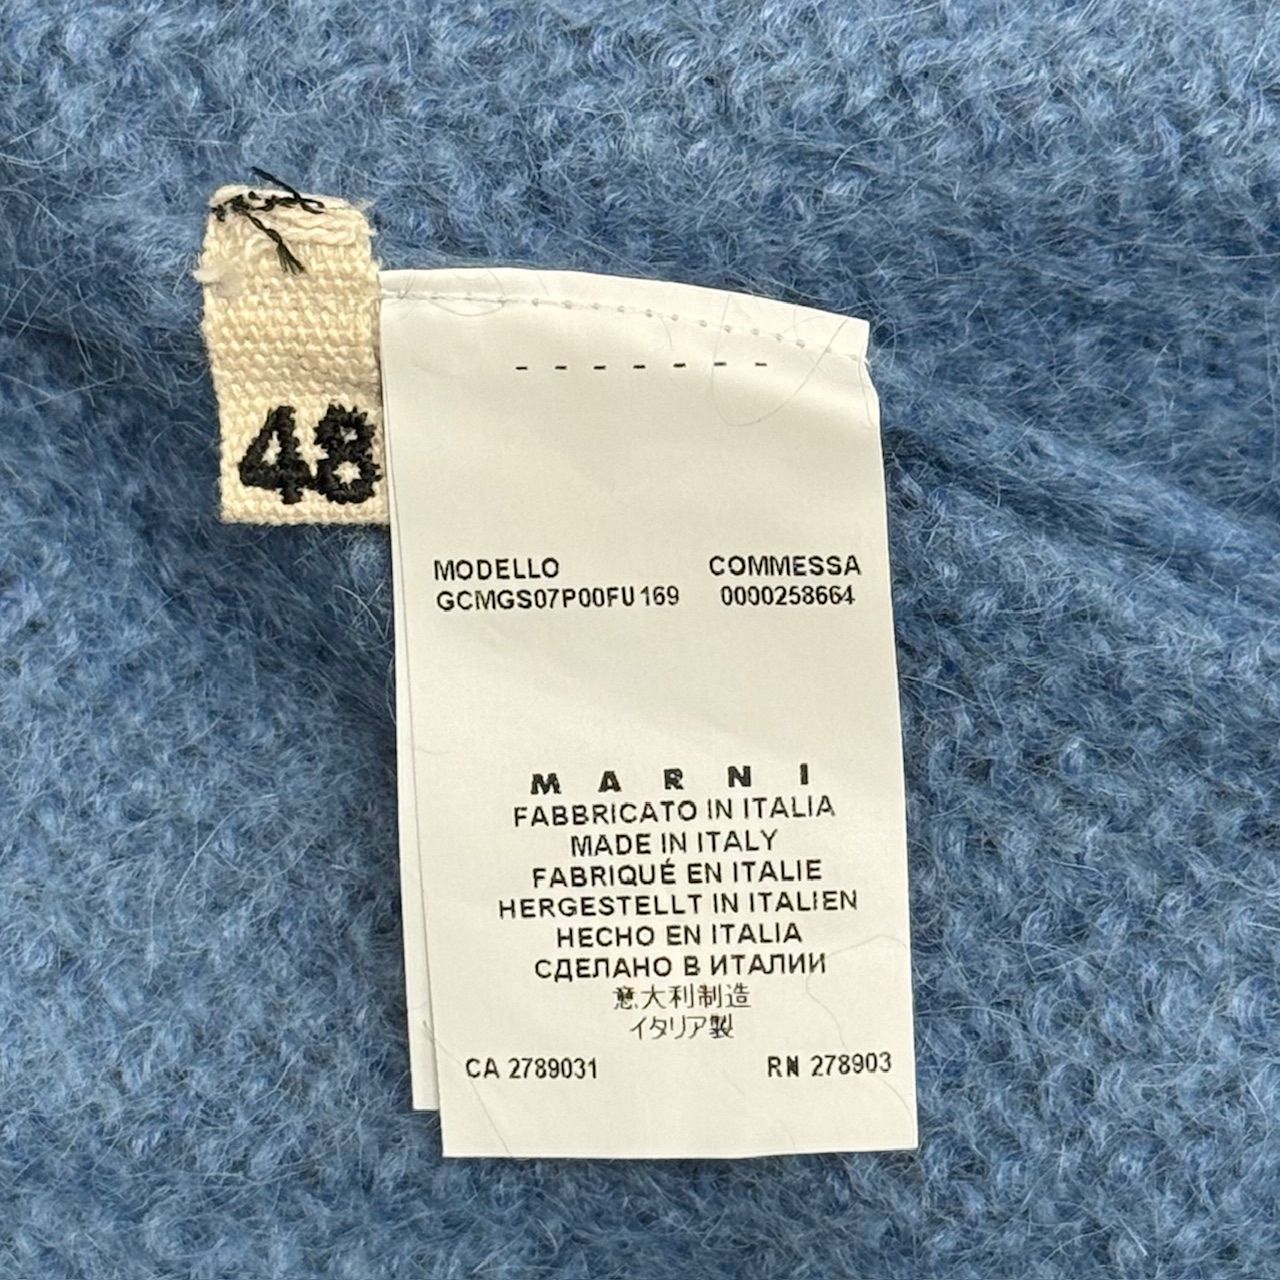 48
- - - - - - -
MODELLO COMMESSA
GCMGS07P00FU169 0000258664
MARNI
FABBRICATO IN ITALIA
MADE IN ITALY
FABRIQUÉ EN ITALIE
HERGESTELLT IN ITALIEN
HECHO EN ITALIA
СДЕЛАНО В ИТАЛИИ
意大利制造
イタリア製
CA 2789031 RN 278903